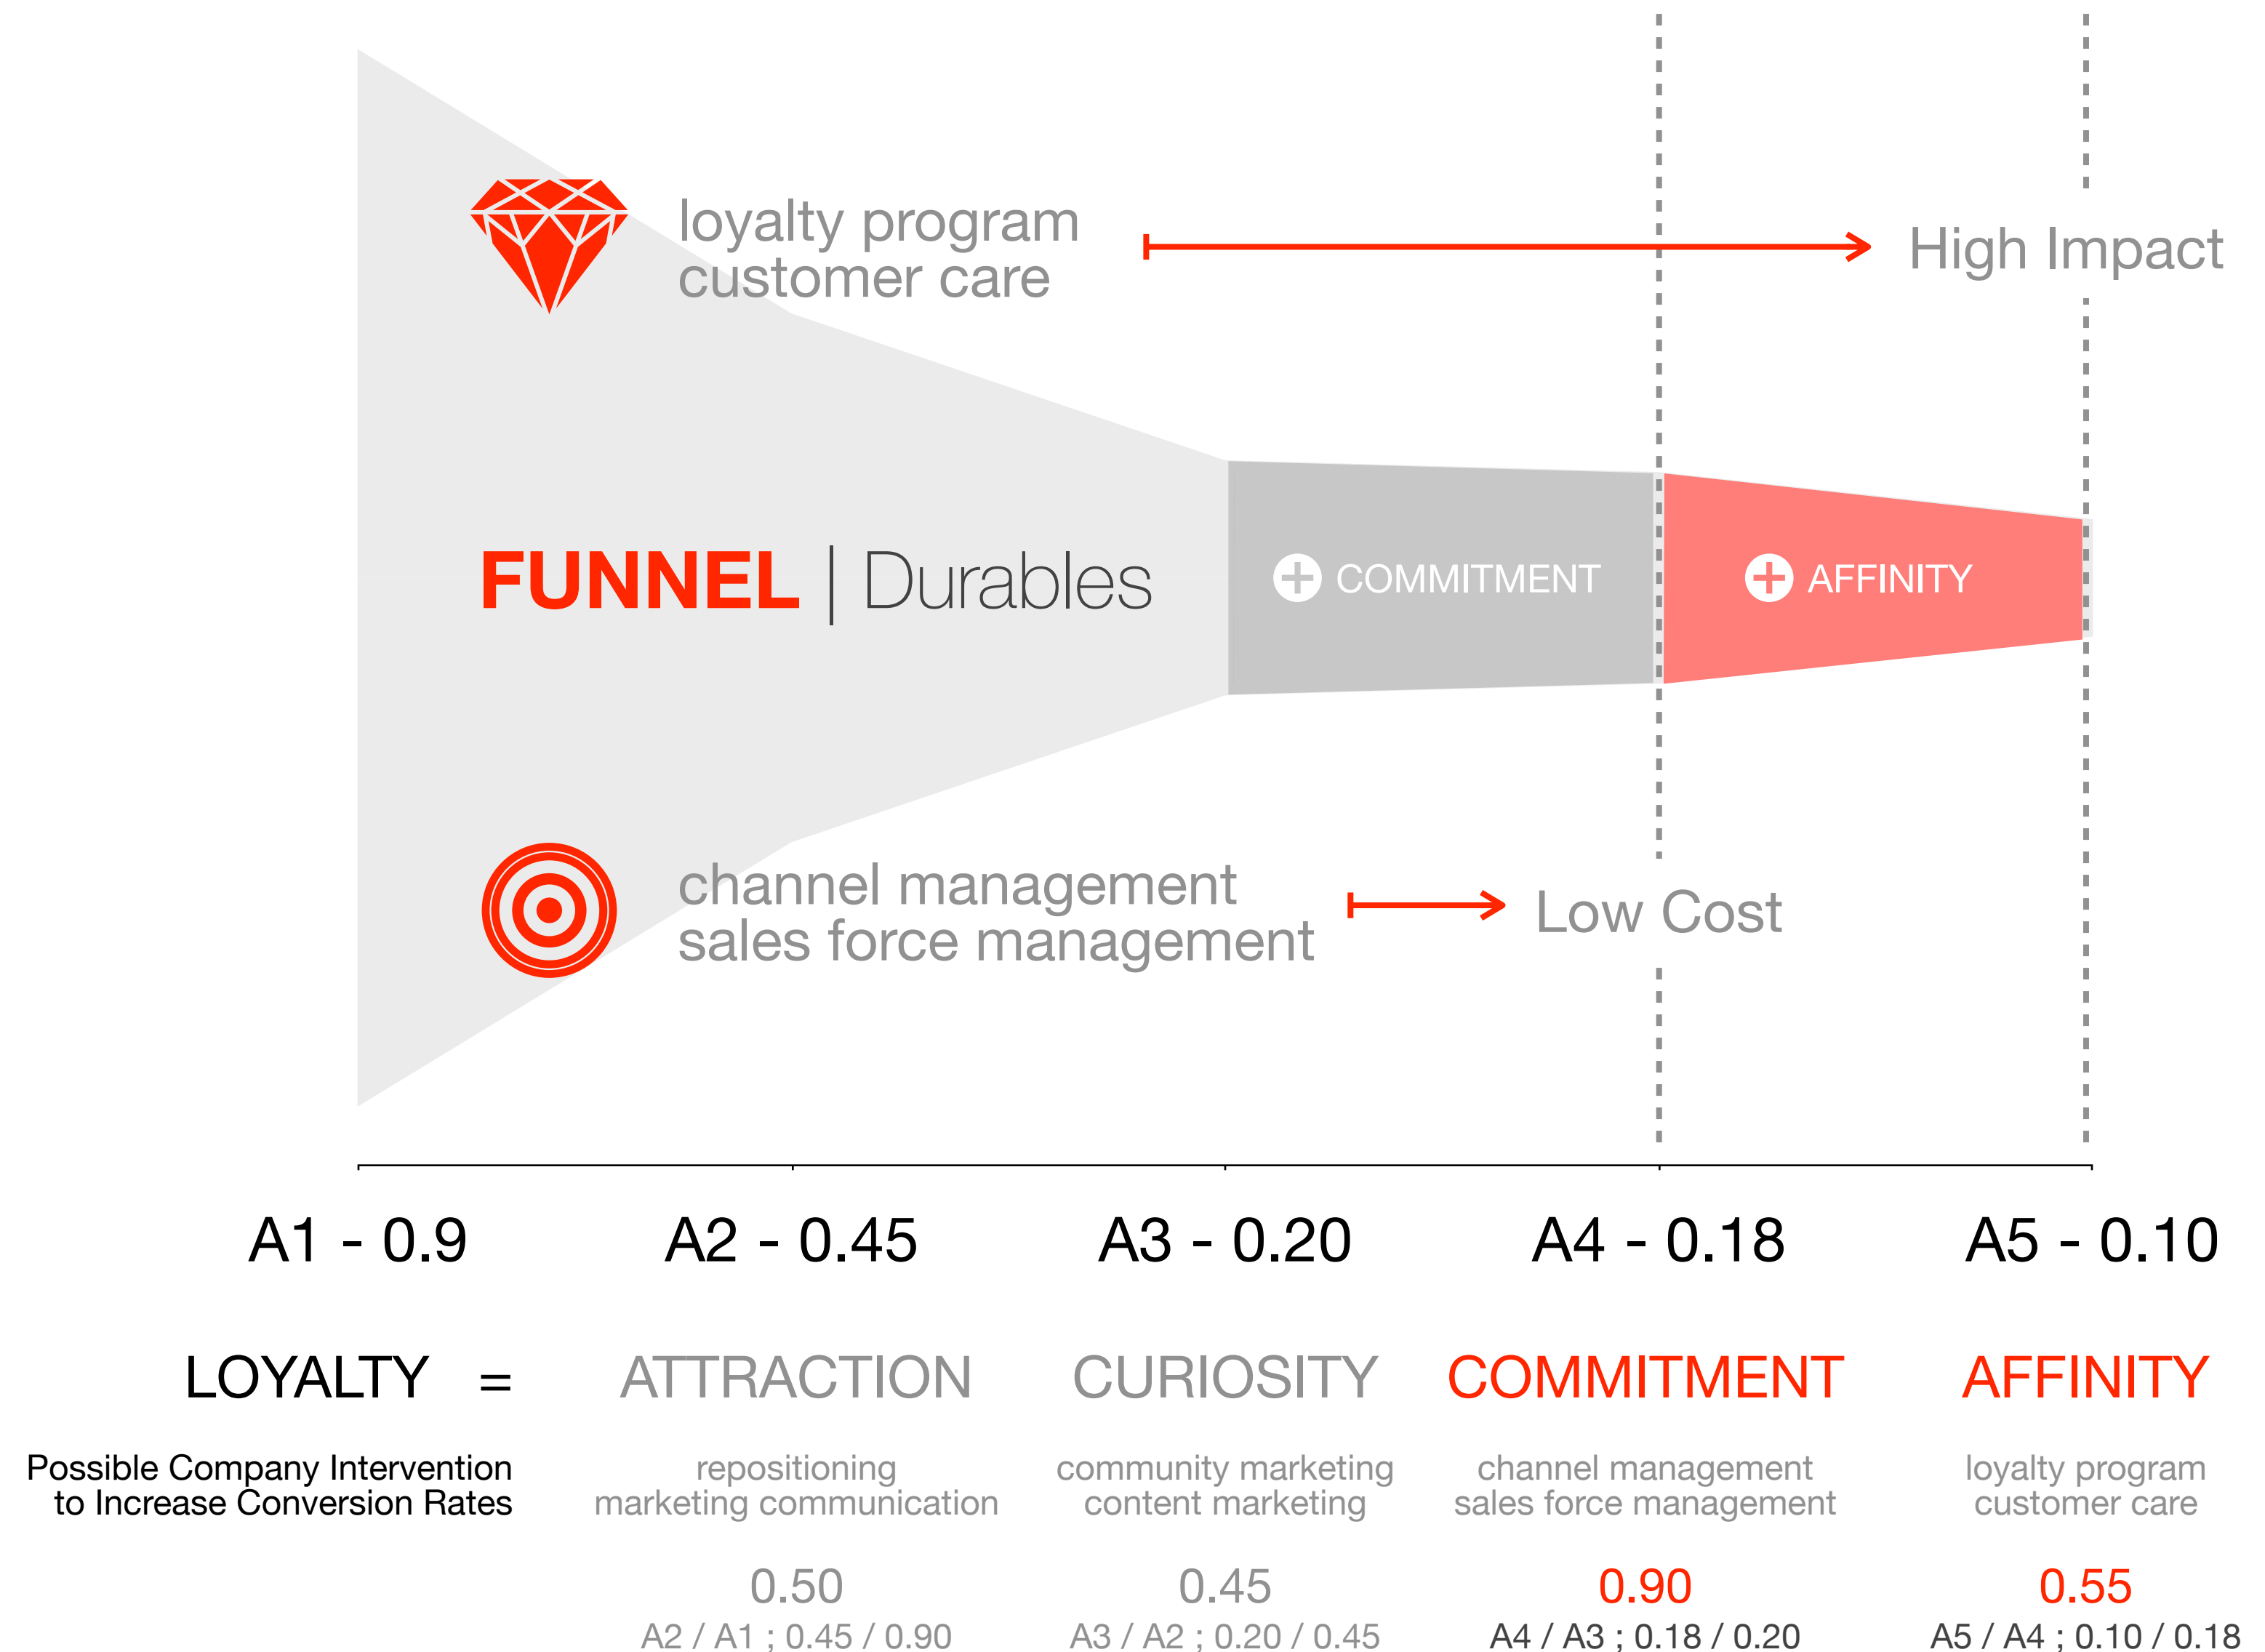 loyalty program
customer care
High Impact
FUNNEL | Durables
COMMITMENT
AFFINITY
channel management
sales force management
Low Cost
A1 - 0.9
A2 - 0.45
A3 - 0.20
A4 - 0.18
A5 - 0.10
LOYALTY =
ATTRACTION
CURIOSITY
COMMITMENT
AFFINITY
Possible Company Intervention
to Increase Conversion Rates
repositioning
marketing communication
community marketing
content marketing
channel management
sales force management
loyalty program
customer care
0.50
0.45
0.90
0.55
A2 / A1 ; 0.45 / 0.90
A3 / A2 ; 0.20 / 0.45
A4 / A3 ; 0.18 / 0.20
A5 / A4 ; 0.10 / 0.18